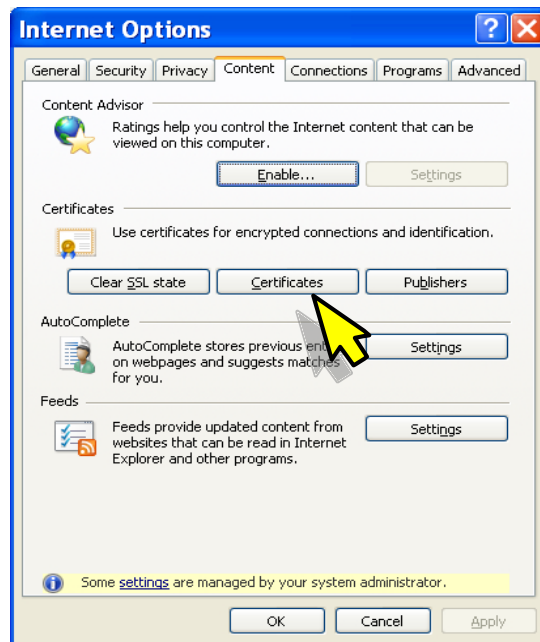 Internet Options
General Security Privacy Content Connections Programs Advanced
Content Advisor
Ratings help you control the Internet content that can be
viewed on this computer.
Enable... Settings
Certificates
Use certificates for encrypted connections and identification.
Clear SSL state Certificates Publishers
AutoComplete
AutoComplete stores previous
on webpages and suggests matches
for you.
Settings
Feeds
Feeds provide updated content from
websites that can be read in Internet
Explorer and other programs.
Settings
Some settings are managed by your system administrator.
OK Cancel Apply